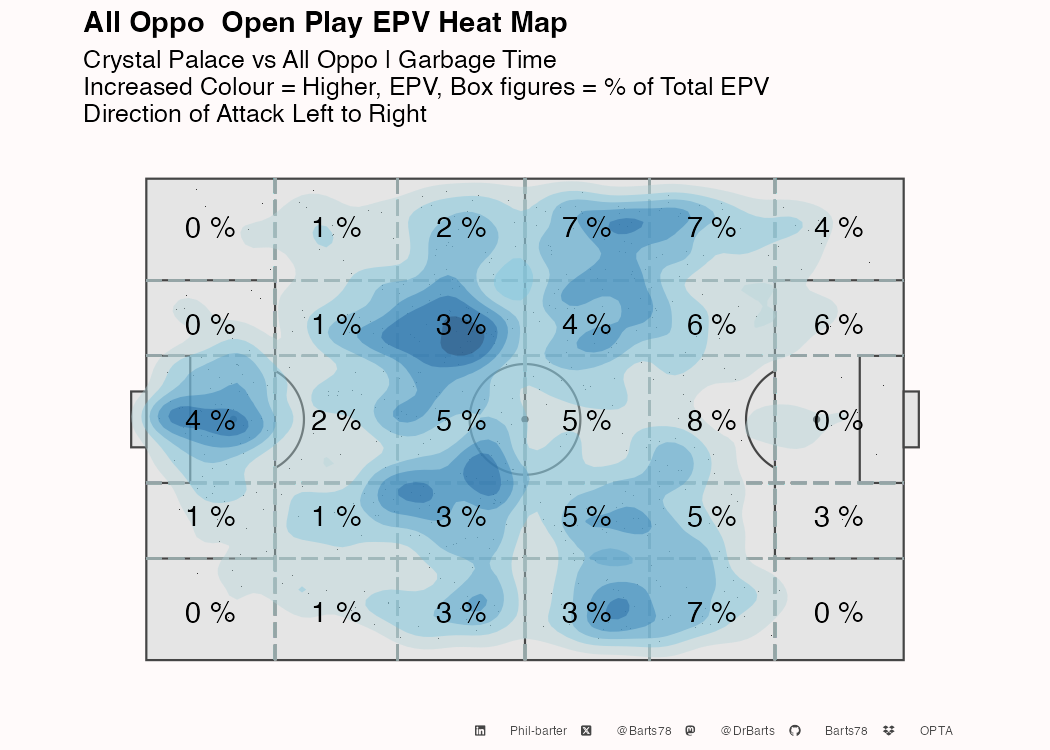 All Oppo  Open Play EPV Heat Map
Crystal Palace vs All Oppo | Garbage Time
Increased Colour = Higher, EPV, Box figures = % of Total EPV
Direction of Attack Left to Right
0 % 1 % 2 % 7 % 7 % 4 %
0 % 1 % 3 % 4 % 6 % 6 %
4 % 2 % 5 % 5 % 8 % 0 %
1 % 1 % 3 % 5 % 5 % 3 %
0 % 1 % 3 % 3 % 7 % 0 %
Phil-barter @Barts78 @DrBarts Barts78 OPTA